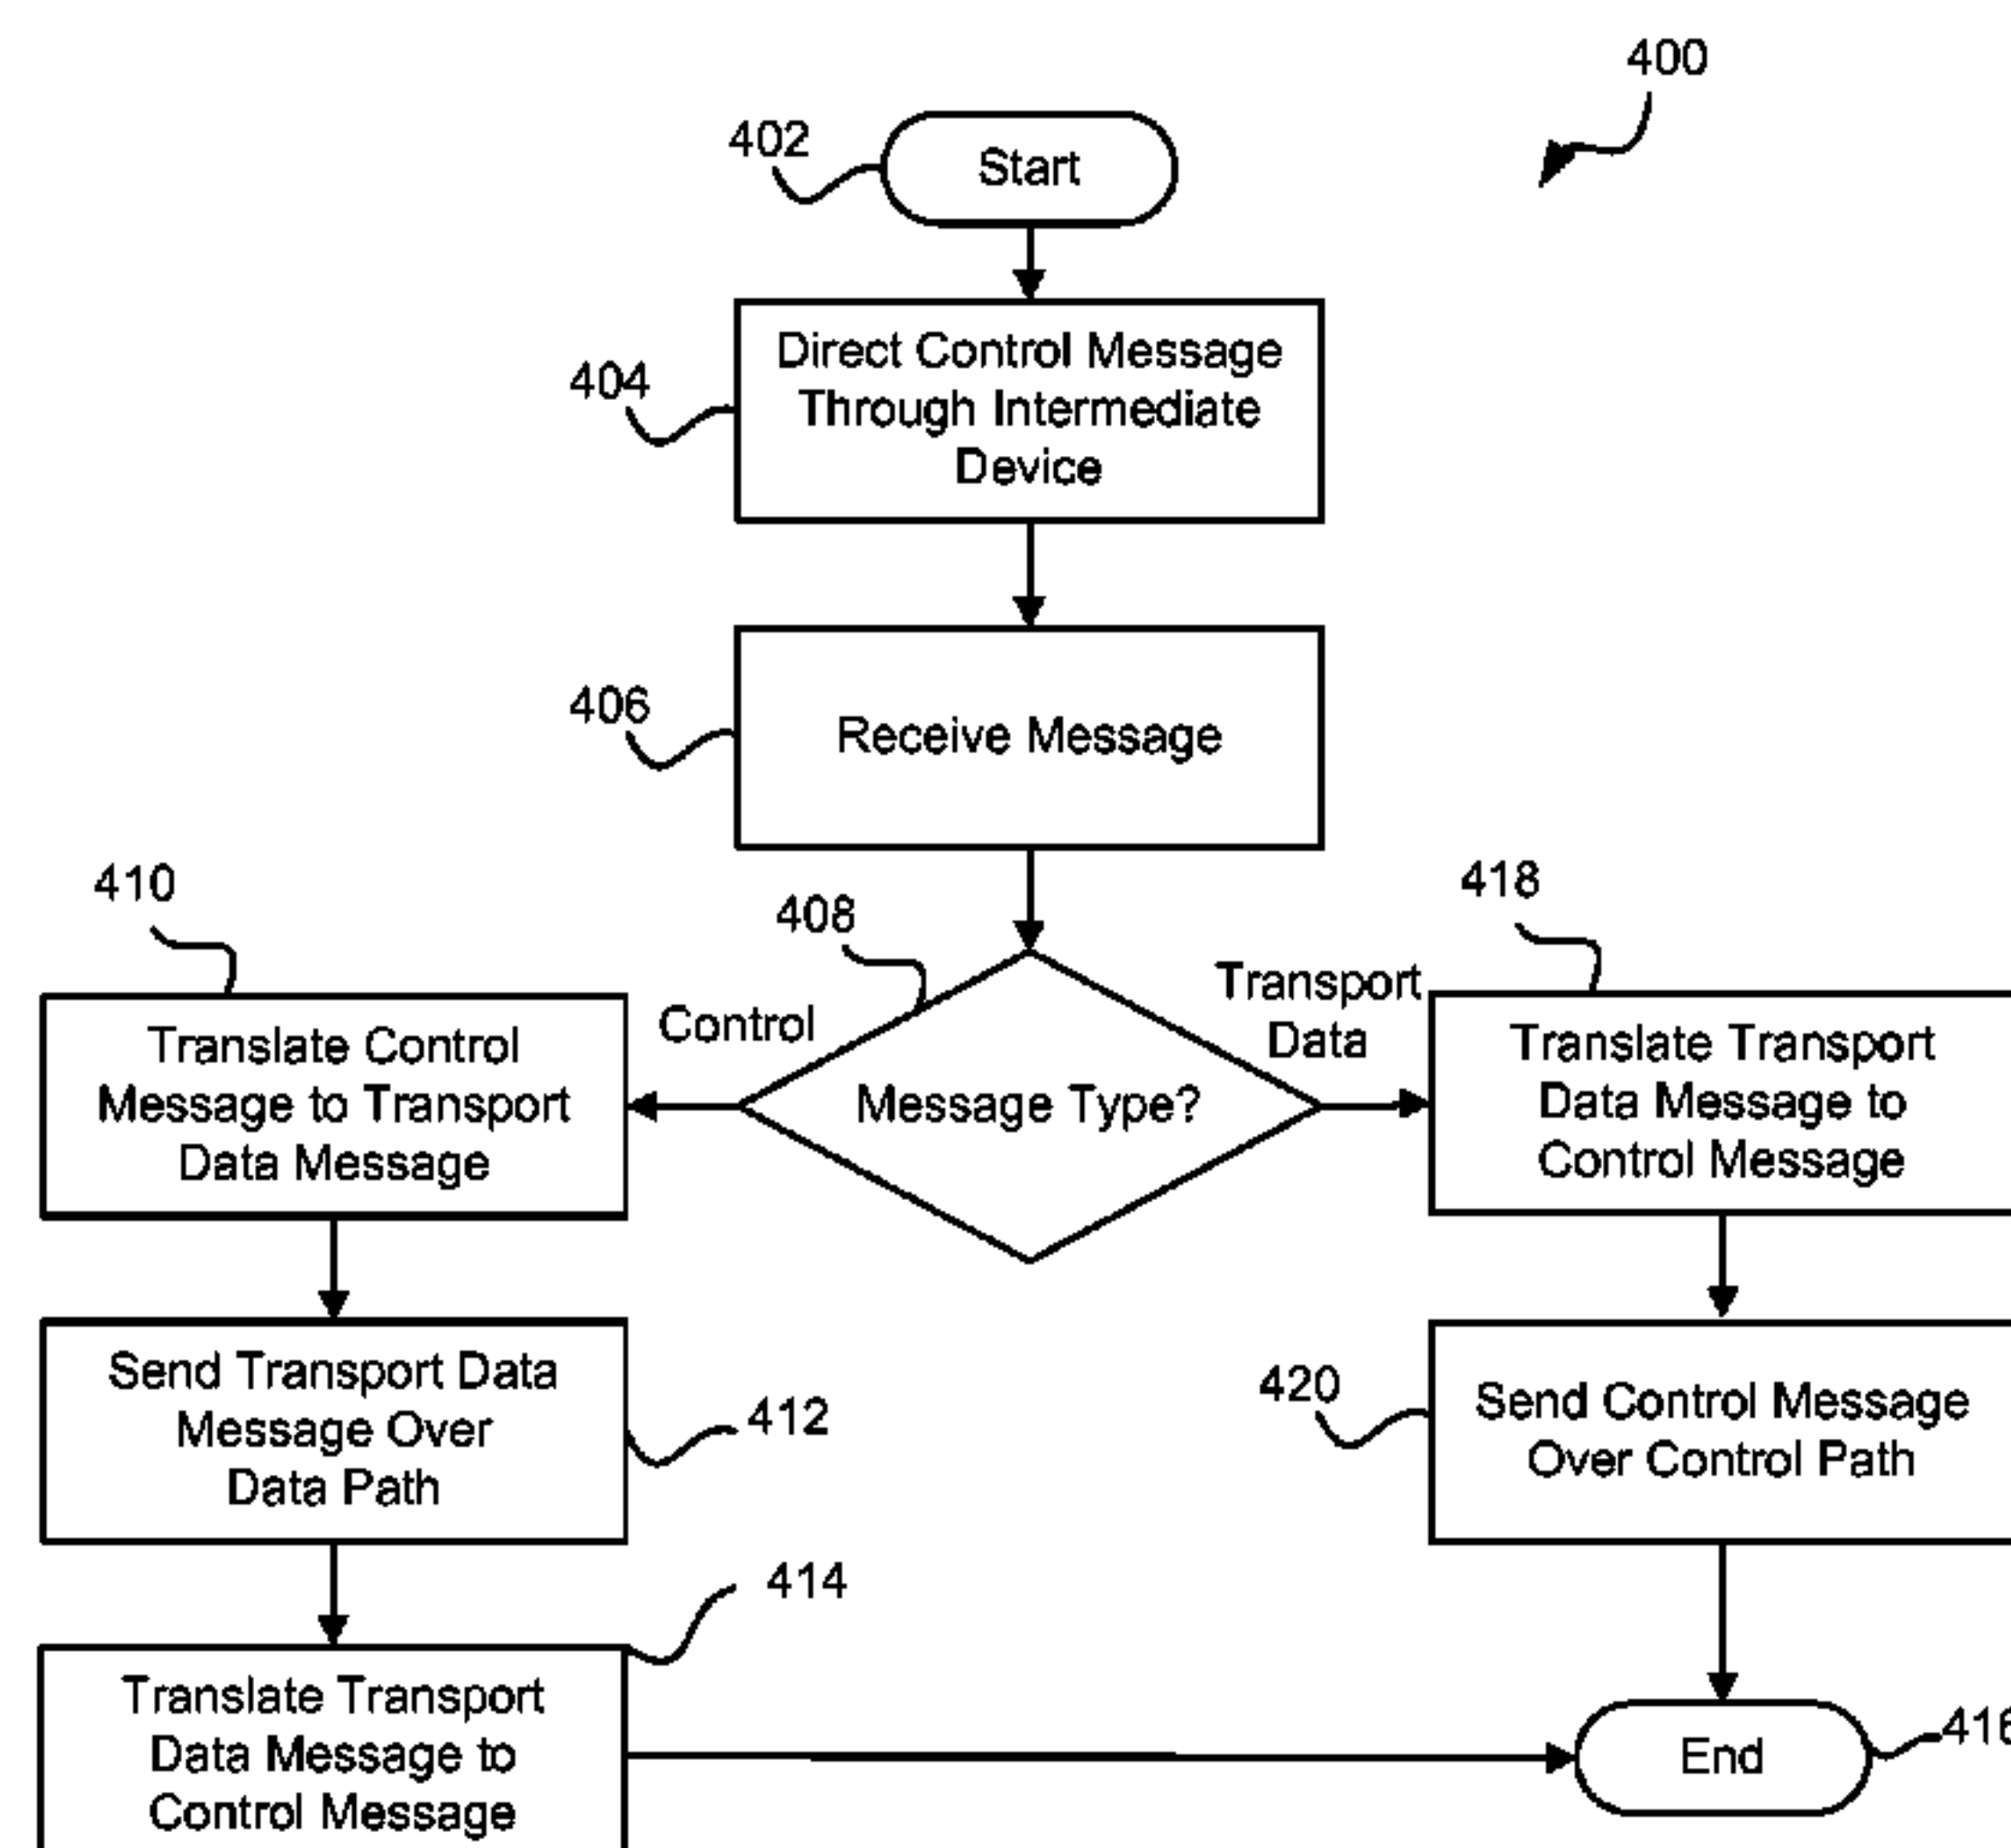 400
402
Start
404
Direct Control Message
Through Intermediate
Device
406
Receive Message
410
408
418
Control
Transport
Data
Translate Control
Message to Transport
Data Message
Message Type?
Translate Transport
Data Message to
Control Message
Send Transport Data
Message Over
Data Path
412
420
Send Control Message
Over Control Path
414
Translate Transport
Data Message to
Control Message
End
416